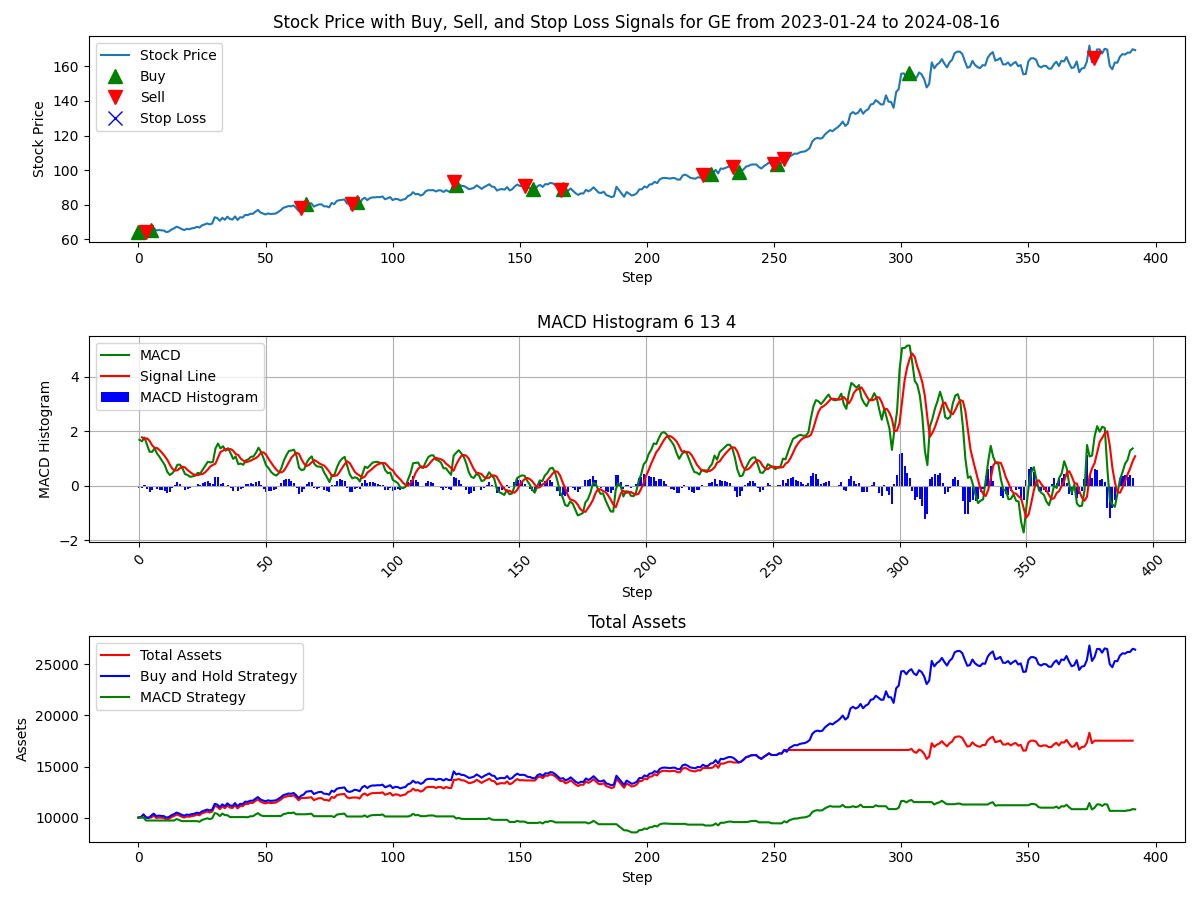 Stock Price with Buy, Sell, and Stop Loss Signals for GE from 2023-01-24 to 2024-08-16
Stock Price
Buy
Sell
Stop Loss
Stock Price
160
140
120
100
80
60
0 50 100 150 200 250 300 350 400
Step
MACD Histogram 6 13 4
MACD
Signal Line
MACD Histogram
MACD Histogram
4
2
0
−2
0 50 100 150 200 250 300 350 400
Step
Total Assets
Total Assets
Buy and Hold Strategy
MACD Strategy
Assets
25000
20000
15000
10000
0 50 100 150 200 250 300 350 400
Step